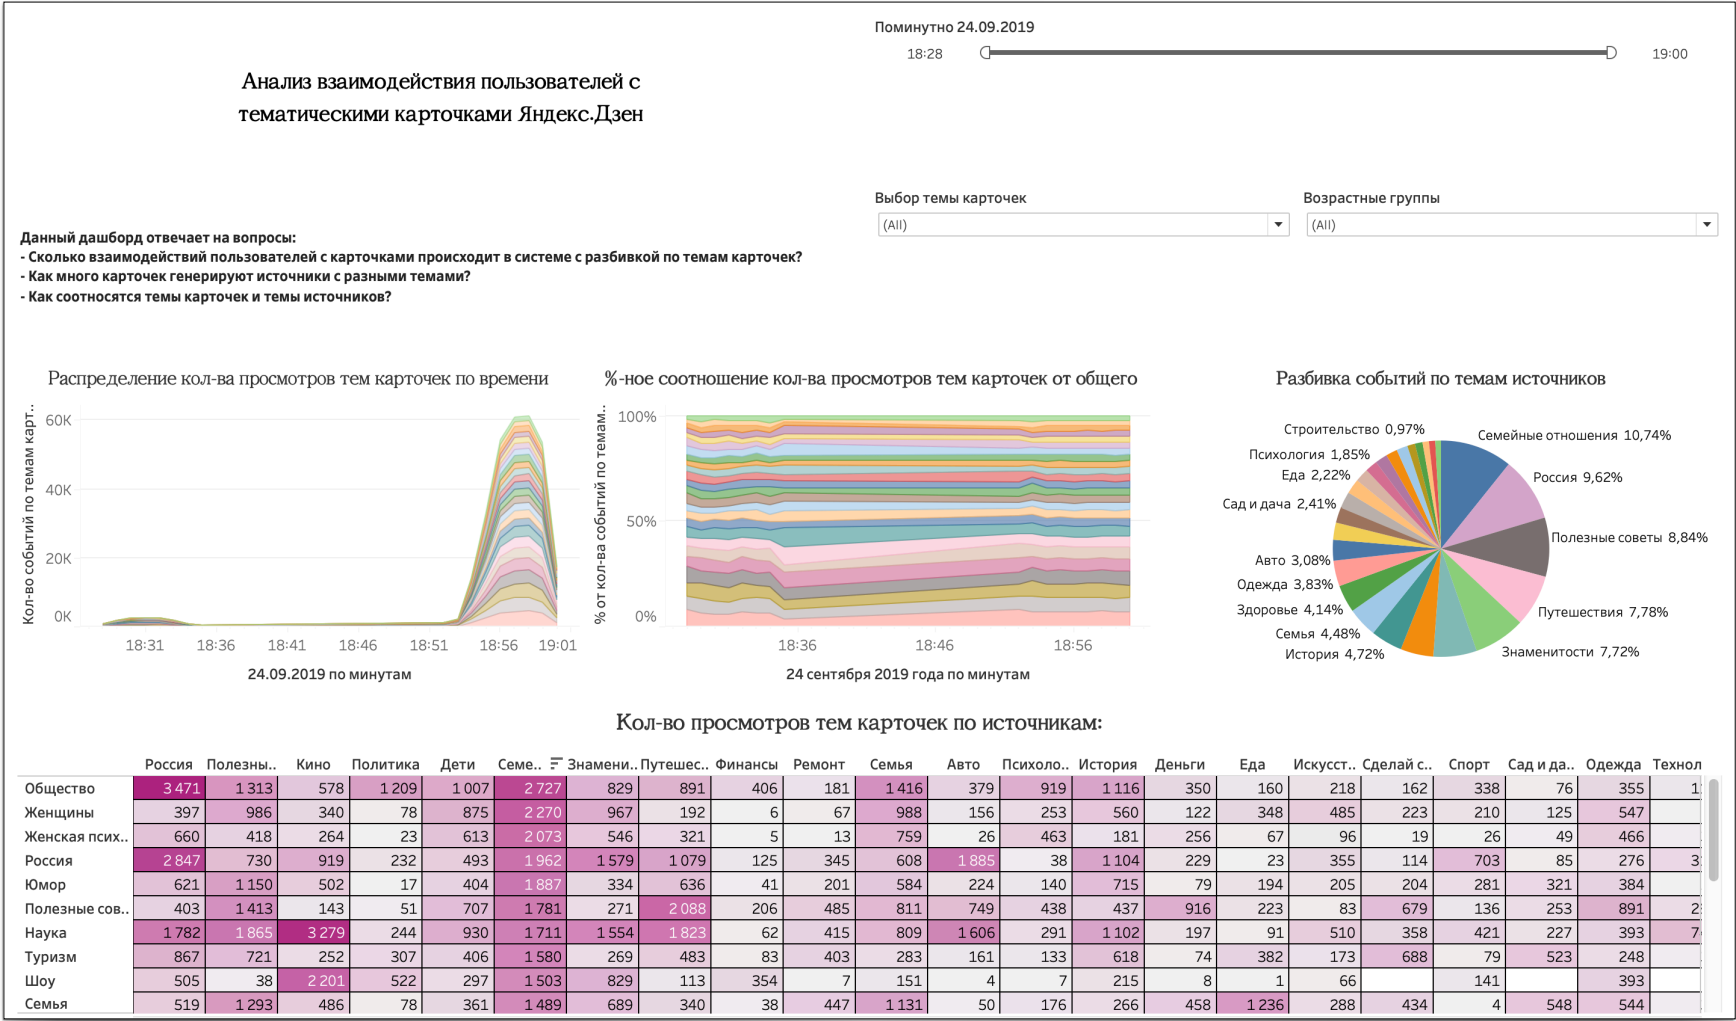 Поминутно 24.09.2019
18:28 19:00
Анализ взаимодействия пользователей с
тематическими карточками Яндекс.Дзен
Выбор темы карточек Возрастные группы
(All) (All)
Данный дашборд отвечает на вопросы:
- Сколько взаимодействий пользователей с карточками происходит в системе с разбивкой по темам карточек?
- Как много карточек генерируют источники с разными темами?
- Как соотносятся темы карточек и темы источников?
Распределение кол-ва просмотров тем карточек по времени
Кол-во событий по темам карт..
60K
40K
20K
0K
18:31 18:36 18:41 18:46 18:51 18:56 19:01
24.09.2019 по минутам
%-ное соотношение кол-ва просмотров тем карточек от общего
% от кол-ва событий по темам..
100%
50%
0%
18:36 18:46 18:56
24 сентября 2019 года по минутам
Разбивка событий по темам источников
Строительство 0,97%
Семейные отношения 10,74%
Психология 1,85%
Еда 2,22%
Россия 9,62%
Сад и дача 2,41%
Полезные советы 8,84%
Авто 3,08%
Одежда 3,83%
Здоровье 4,14%
Путешествия 7,78%
Семья 4,48%
История 4,72%
Знаменитости 7,72%
Кол-во просмотров тем карточек по источникам:
Россия Полезны.. Кино Политика Дети Семе.. Знамени.. Путешес.. Финансы Ремонт Семья Авто Психоло.. История Деньги Еда Искусст.. Сделай с.. Спорт Сад и да.. Одежда Технол
Общество 3 471 1 313 578 1 209 1 007 2 727 829 891 406 181 1 416 379 919 1 116 350 160 218 162 338 76 355 1
Женщины 397 986 340 78 875 2 270 967 192 6 67 988 156 253 560 122 348 485 223 210 125 547
Женская псих.. 660 418 264 23 613 2 073 546 321 5 13 759 26 463 181 256 67 96 19 26 49 466
Россия 2 847 730 919 232 493 1 962 1 579 1 079 125 345 608 1 885 38 1 104 229 23 355 114 703 85 276 3
Юмор 621 1 150 502 17 404 1 887 334 636 41 201 584 224 140 715 79 194 205 204 281 321 384
Полезные сов.. 403 1 413 143 51 707 1 781 271 2 088 206 485 811 749 438 437 916 223 83 679 136 253 891 2
Наука 1 782 1 865 3 279 244 930 1 711 1 554 1 823 62 415 809 1 606 291 1 102 197 91 510 358 421 227 393 7
Туризм 867 721 252 307 406 1 580 269 483 83 403 283 161 133 618 74 382 173 688 79 523 248
Шоу 505 38 2 201 522 297 1 503 829 113 354 7 151 4 7 215 8 1 66 141 393
Семья 519 1 293 486 78 361 1 489 689 340 38 447 1 131 50 176 266 458 1 236 288 434 4 548 544